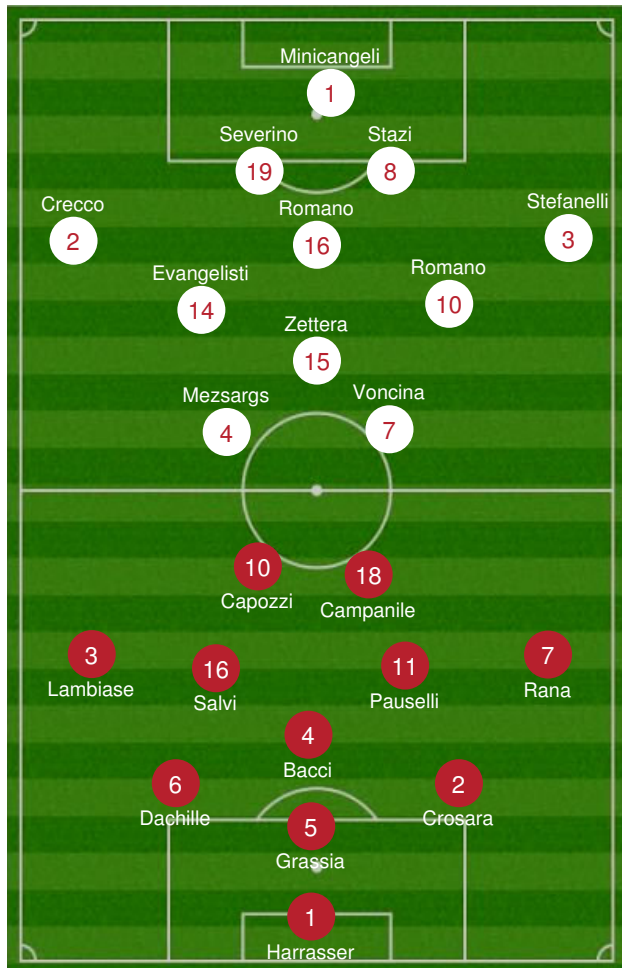 Minicangeli
1
Severino
Stazi
19
8
Crecco
Romano
Stefanelli
2
16
3
Evangelisti
Romano
14
10
Zettera
15
Mezsargs
Voncina
4
7
10
18
Capozzi
Campanile
3
16
11
7
Lambiase
Salvi
Pauselli
Rana
4
Bacci
6
2
Dachille
Crosara
5
Grassia
1
Harrasser